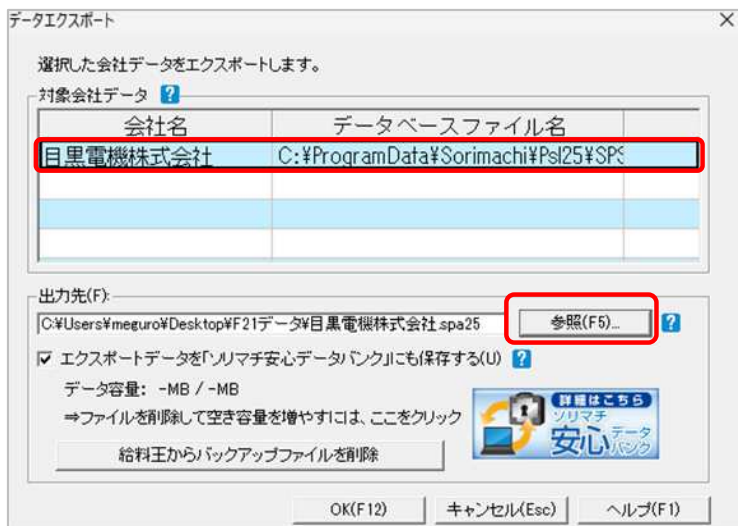 データエクスポート
選択した会社データをエクスポートします。
対象会社データ ?
会社名 データベースファイル名
目黒電機株式会社 C:¥ProgramData¥Sorimachi¥Psl25¥SPS
出力先(F):
C:¥Users¥meguro¥Desktop¥F21データ¥目黒電機株式会社.spa25 参照(F5)... ?
エクスポートデータを「ソリマチ安心データバンク」にも保存する(U) ?
データ容量: -MB / -MB
⇒ファイルを削除して空き容量を増やすには、ここをクリック
給料王からバックアップファイルを削除
詳細はこちら
ソリマチ
安心データバンク
OK(F12) キャンセル(Esc) ヘルプ(F1)